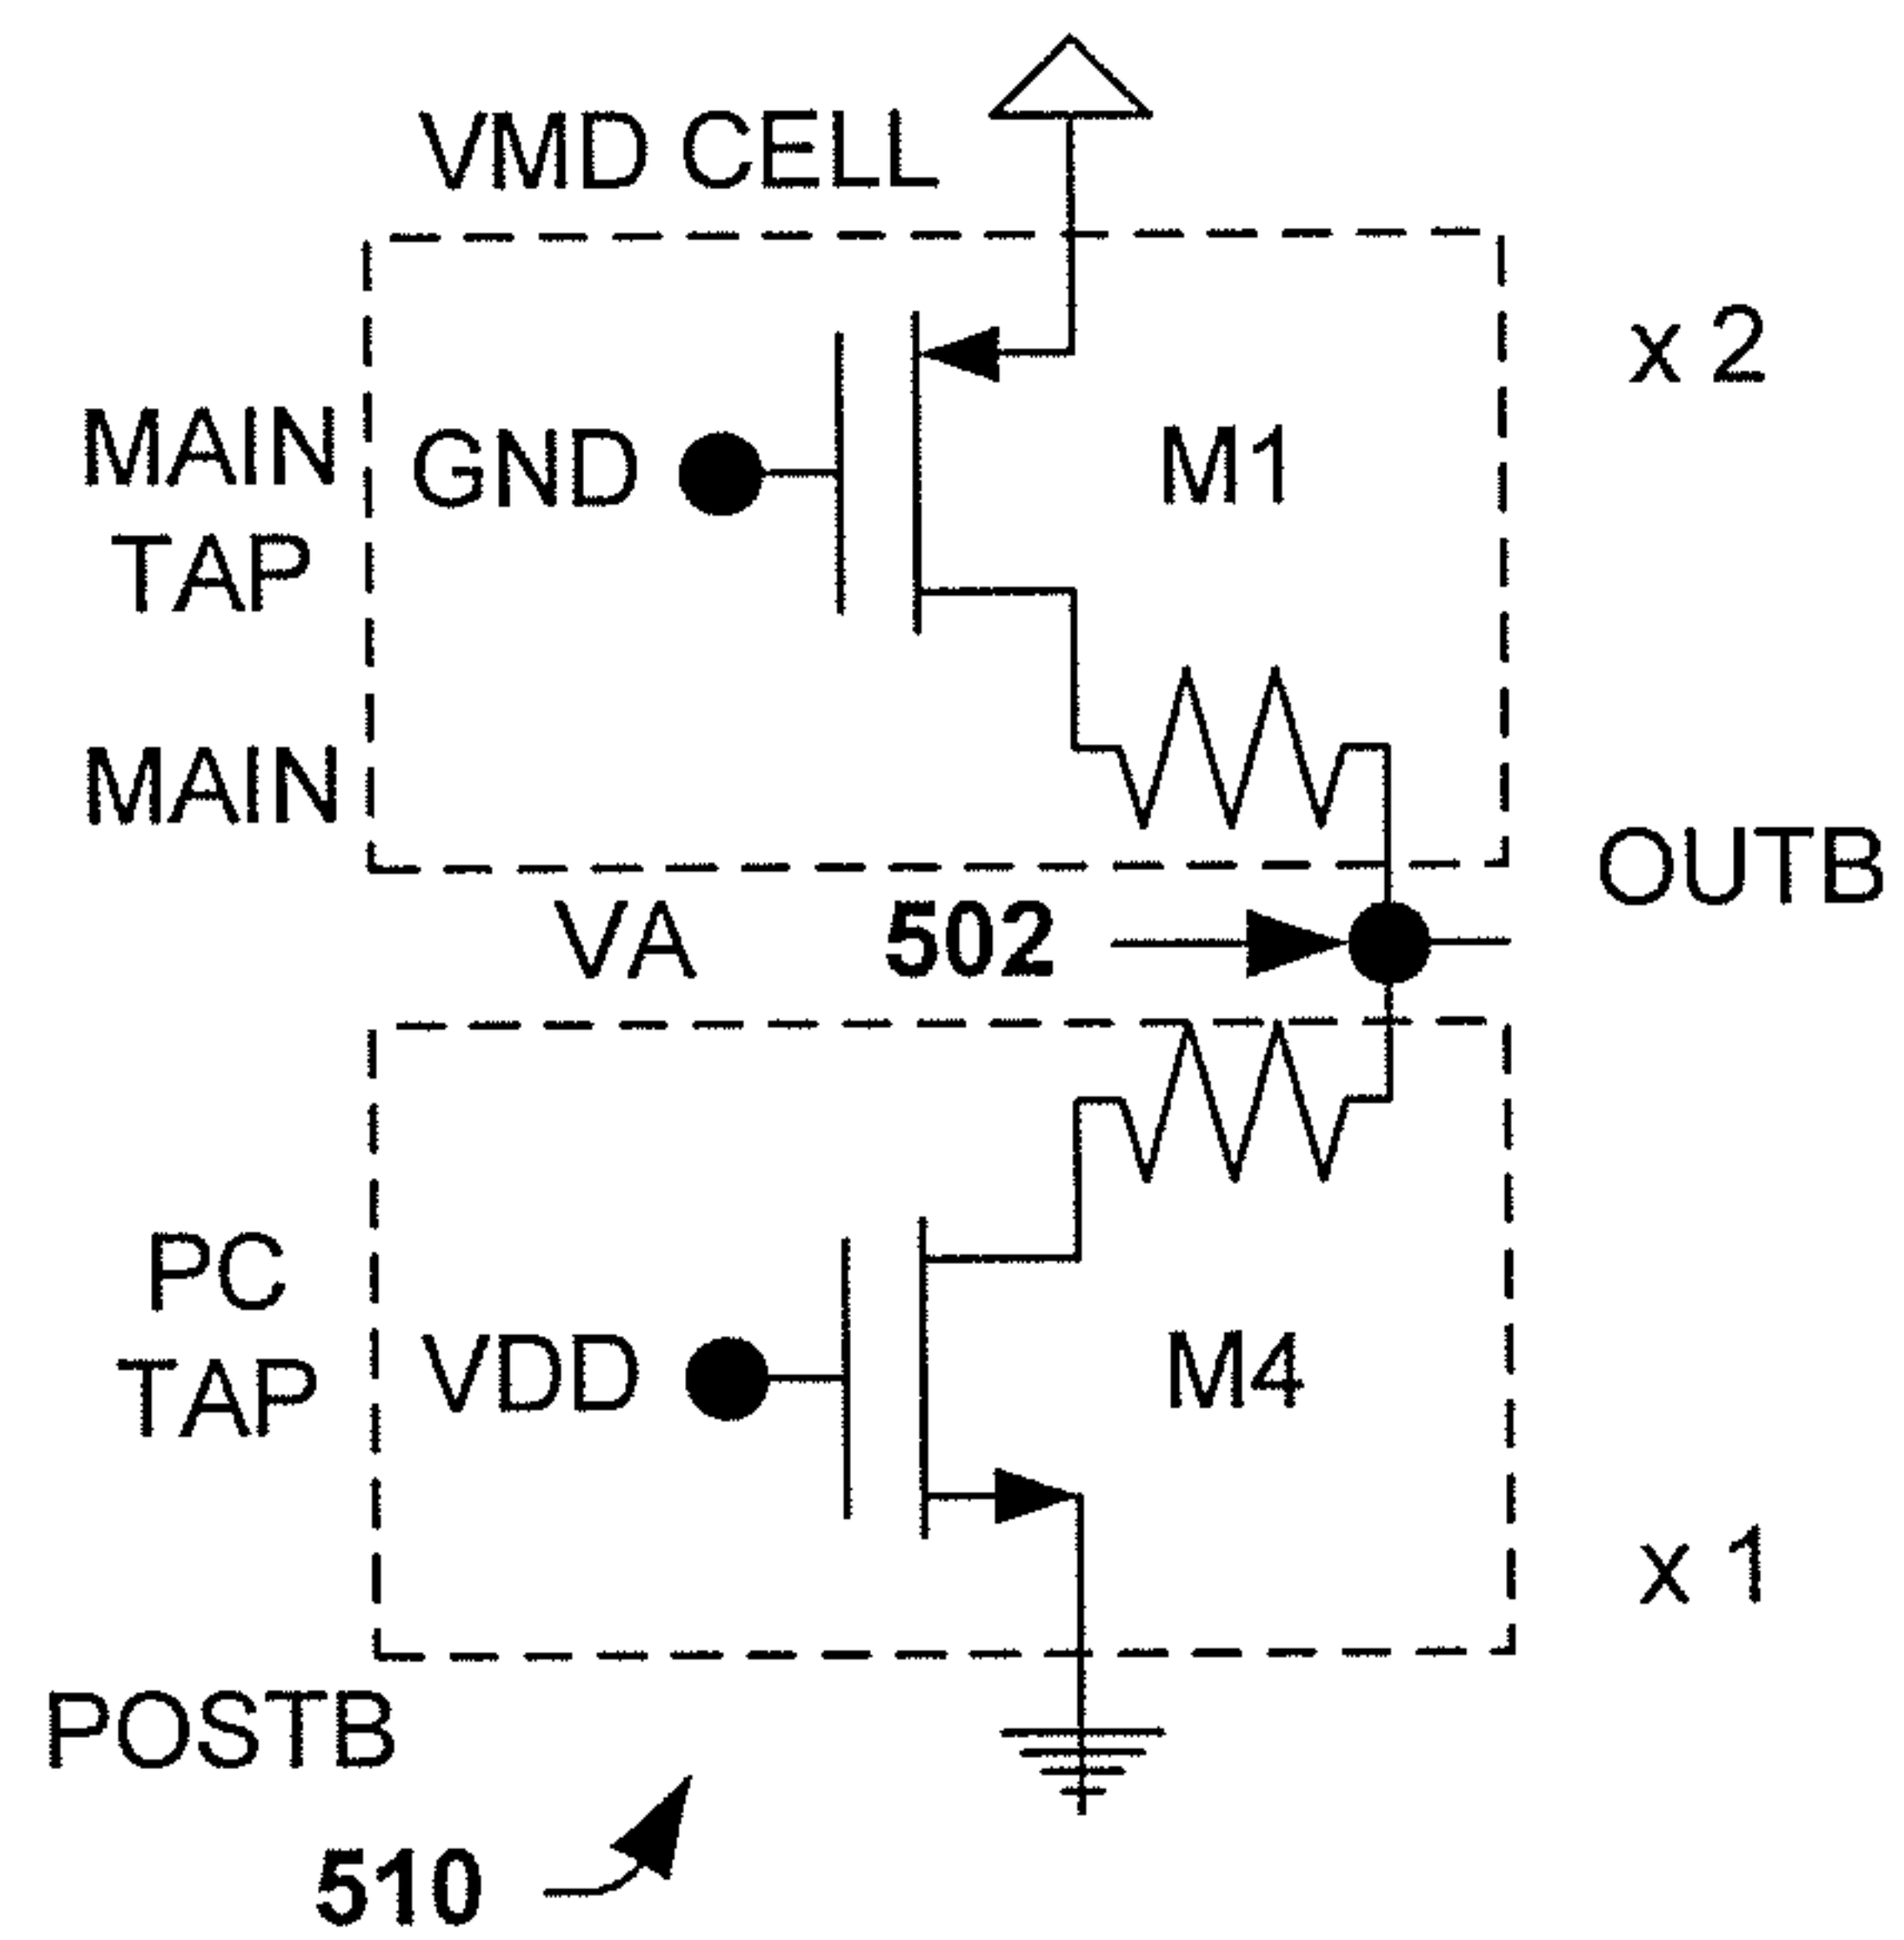 VMD CELL
x 2
MAIN
TAP
GND
M1
MAIN
OUTB
VA
502
PC
TAP
VDD
M4
x 1
POSTB
510